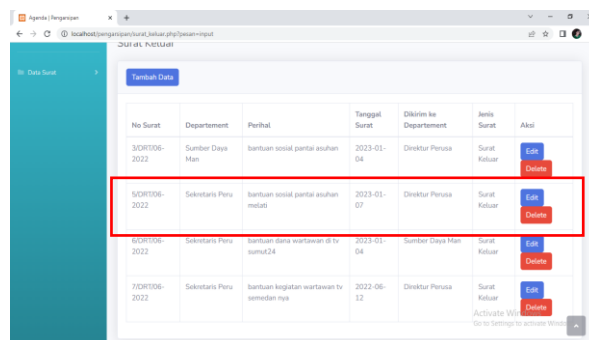 Agenda | Pengarsipan
localhost/pengarsipan/surat_keluar.php?pesan=input
Surat Keluar
Data Surat
Tambah Data
No Surat Departement Perihal Tanggal Surat Dikirim ke Departement Jenis Surat Aksi
3/DRT/06-2022 Sumber Daya Man bantuan sosial pantai asuhan 2023-01-04 Direktur Perusa Surat Keluar Edit Delete
5/DRT/06-2022 Sekretaris Peru bantuan sosial pantai asuhan melati 2023-01-07 Direktur Perusa Surat Keluar Edit Delete
6/DRT/06-2022 Sekretaris Peru bantuan dana wartawan di tv sumut24 2023-01-04 Sumber Daya Man Surat Keluar Edit Delete
7/DRT/06-2022 Sekretaris Peru bantuan kegiatan wartawan tv semedan nya 2022-06-12 Direktur Perusa Surat Keluar Edit Delete
Activate
Go to Settings to activate